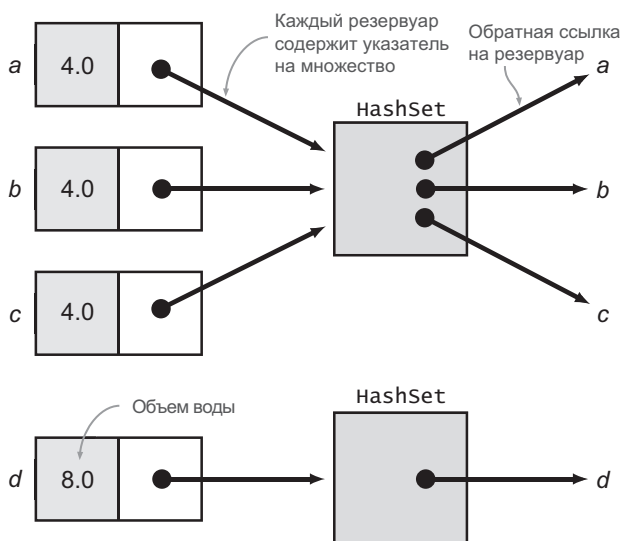 Каждый резервуар
содержит указатель
на множество
Обратная ссылка
на резервуар
a
4.0
HashSet
a
b
4.0
b
c
4.0
c
Объем воды
HashSet
d
8.0
d